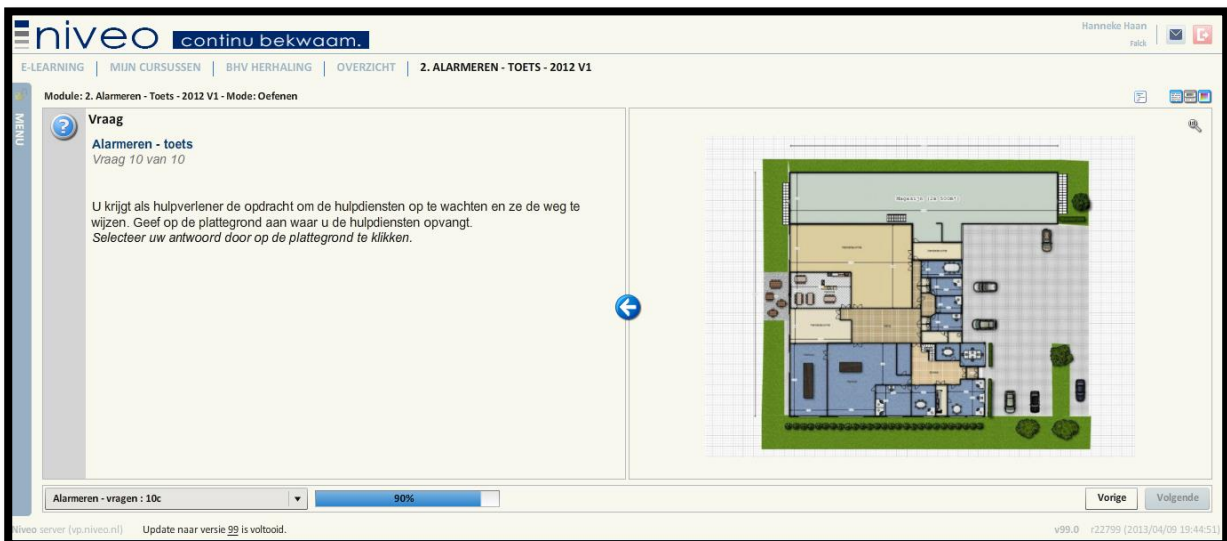 niveo continu bekwaam.
Hanneke Haan
Falck
E-LEARNING | MIJN CURSUSSEN | BHV HERHALING | OVERZICHT | 2. ALARMEREN - TOETS - 2012 V1
MENU
Module: 2. Alarmeren - Toets - 2012 V1 - Mode: Oefenen
Vraag
Alarmeren - toets
Vraag 10 van 10
U krijgt als hulpverlener de opdracht om de hulpdiensten op te wachten en ze de weg te
wijzen. Geef op de plattegrond aan waar u de hulpdiensten opvangt.
Selecteer uw antwoord door op de plattegrond te klikken.
Alarmeren - vragen : 10c
90%
Vorige
Volgende
Niveo server (vp.niveo.nl) Update naar versie 99 is voltooid.
v99.0 r22799 (2013/04/09 19:44:51)